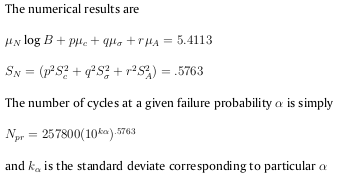 The numerical results are
μ_N log B + pμ_c + qμ_σ + rμ_A = 5.4113
S_N = (p²S_c² + q²S_σ² + r²S_A²) = .5763
The number of cycles at a given failure probability α is simply
N_pr = 257800(10^{kα})^{.5763}
and k_α is the standard deviate corresponding to particular α